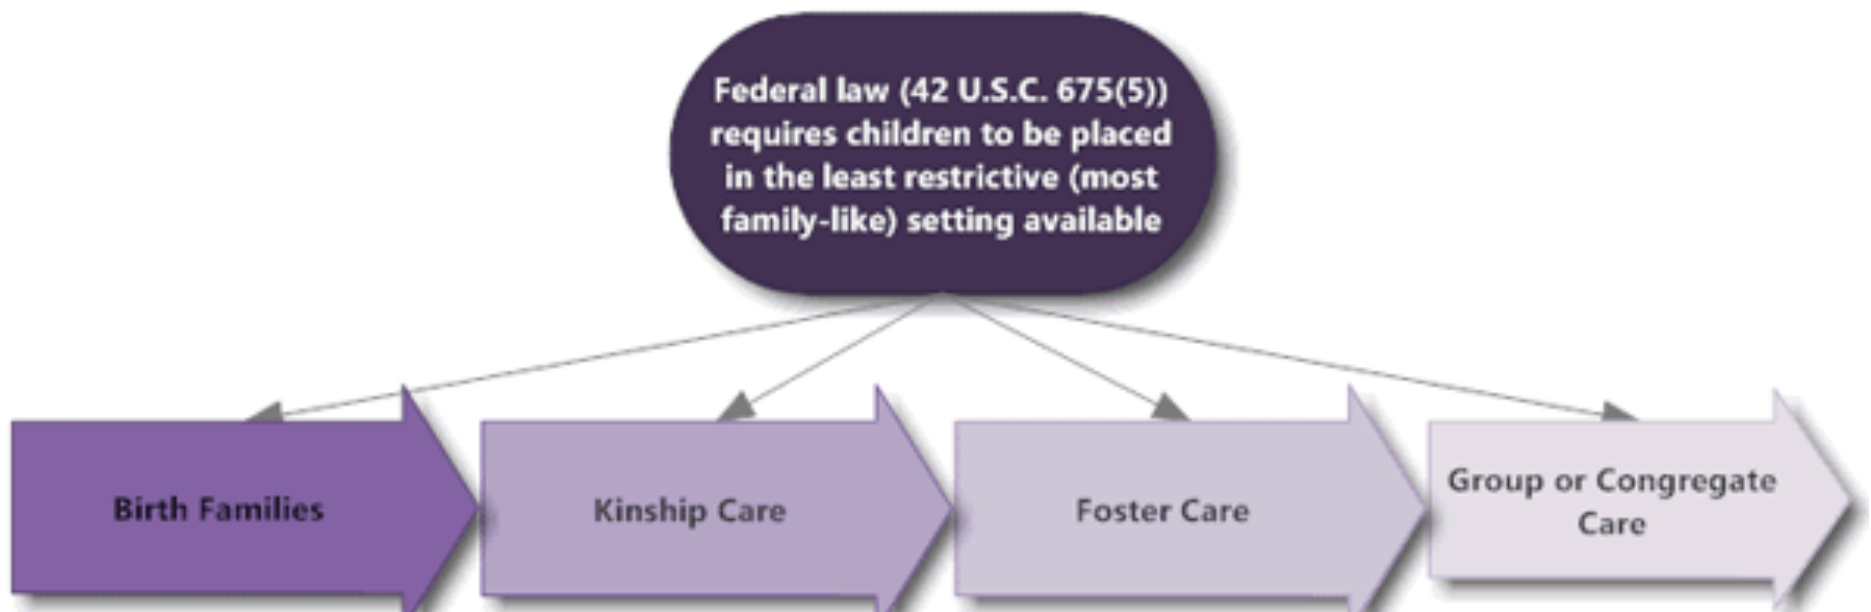 Federal law (42 U.S.C. 675(5))
requires children to be placed
in the least restrictive (most
family-like) setting available
Birth Families
Kinship Care
Foster Care
Group or Congregate
Care